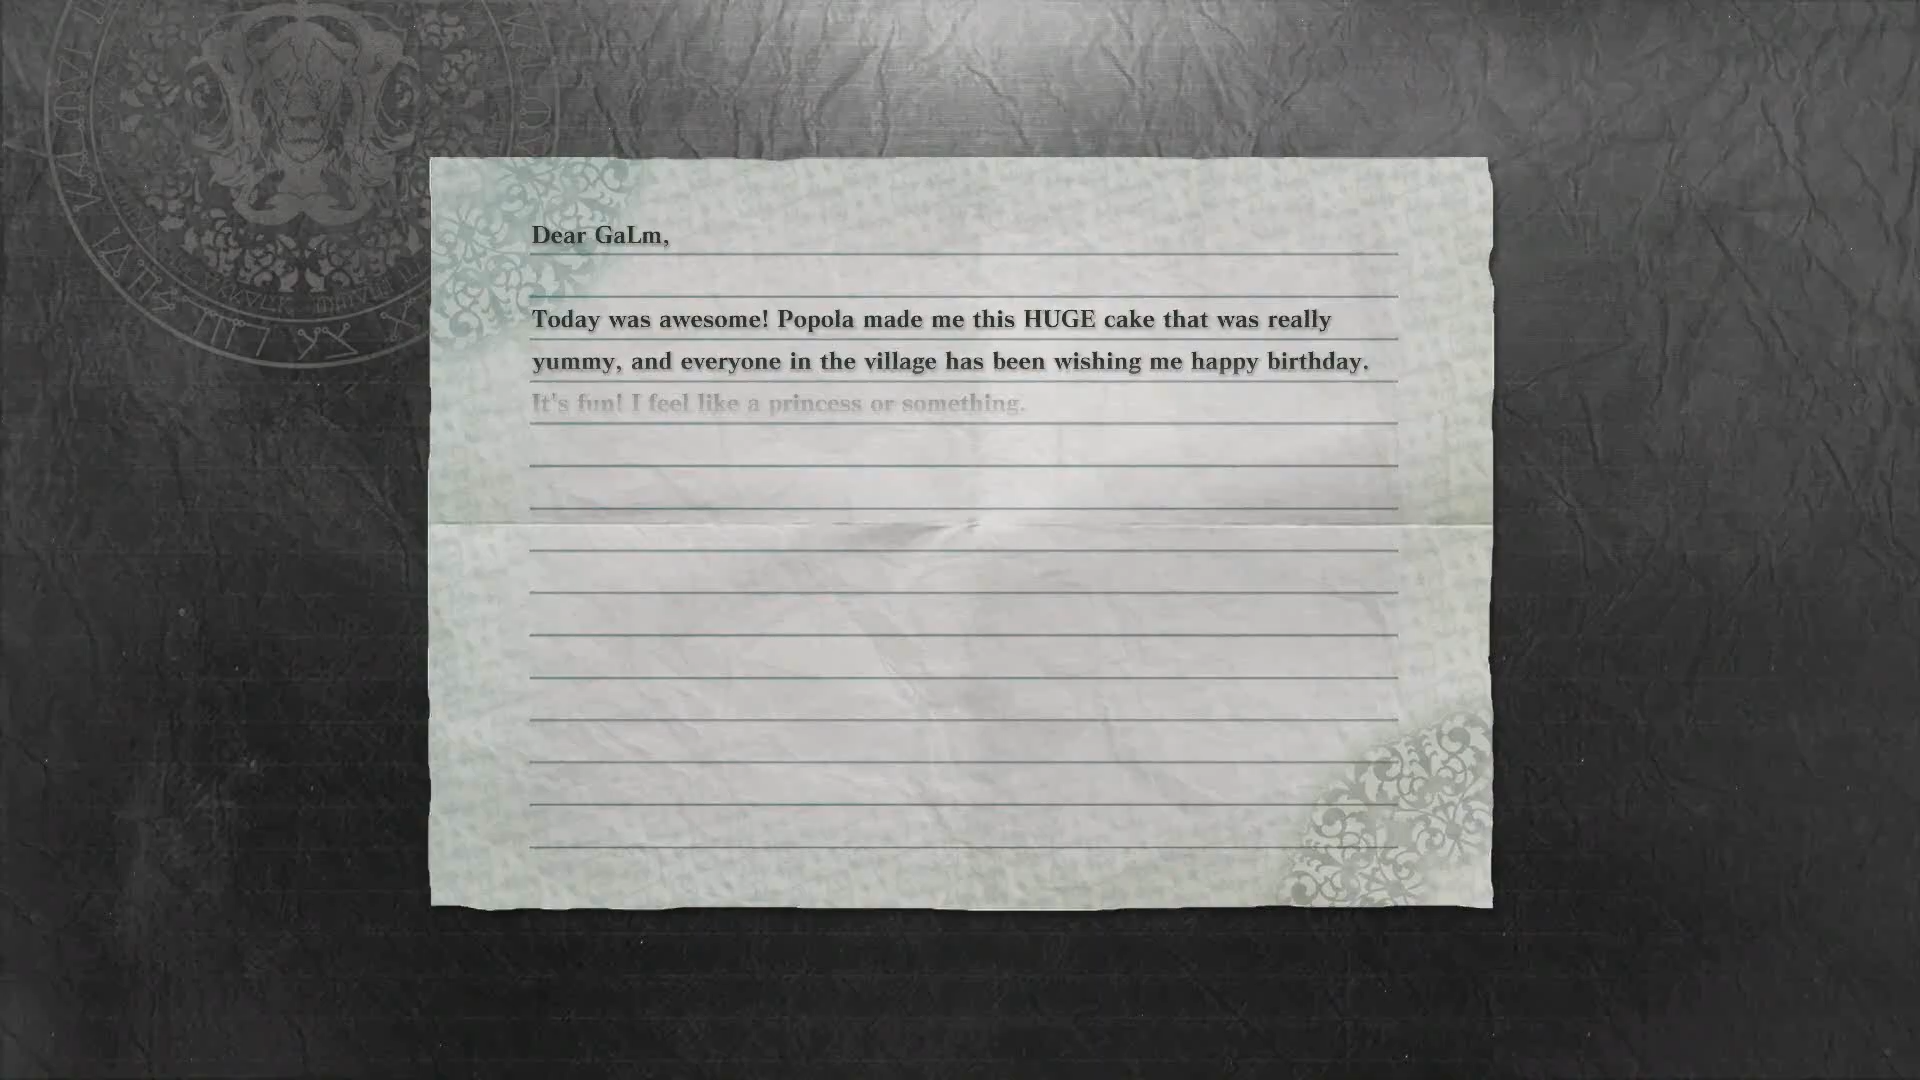 Dear GaLm,
Today was awesome! Popola made me this HUGE cake that was really
yummy, and everyone in the village has been wishing me happy birthday.
It's fun! I feel like a princess or something.